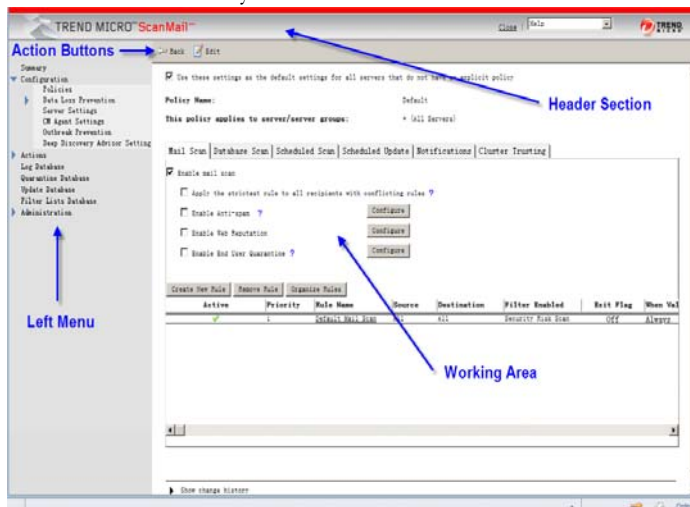 TREND MICRO™ ScanMail™
Close
Help
TREND MICRO
Action Buttons
Back
Edit
Header Section
Summary
Configuration
Policies
Data Loss Prevention
Server Settings
CM Agent Settings
Outbreak Prevention
Deep Discovery Advisor Setting
Actions
Log Database
Quarantine Database
Update Database
Filter Lists Database
Administration
Left Menu
Use these settings as the default settings for all servers that do not have an explicit policy
Policy Name: Default
This policy applies to server/server groups: * (All Servers)
Mail Scan Database Scan Scheduled Scan Scheduled Update Notifications Cluster Trusting
Enable mail scan
Apply the strictest rule to all recipients with conflicting rules ?
Enable Anti-spam ? Configure
Enable Web Reputation Configure
Enable End User Quarantine ? Configure
Create New Rule Remove Rule Organize Rules
Active Priority Rule Name Source Destination Filter Enabled Exit Flag When Val
1 Default Mail Scan All All Security Risk Scan Off Always
Working Area
Show change history